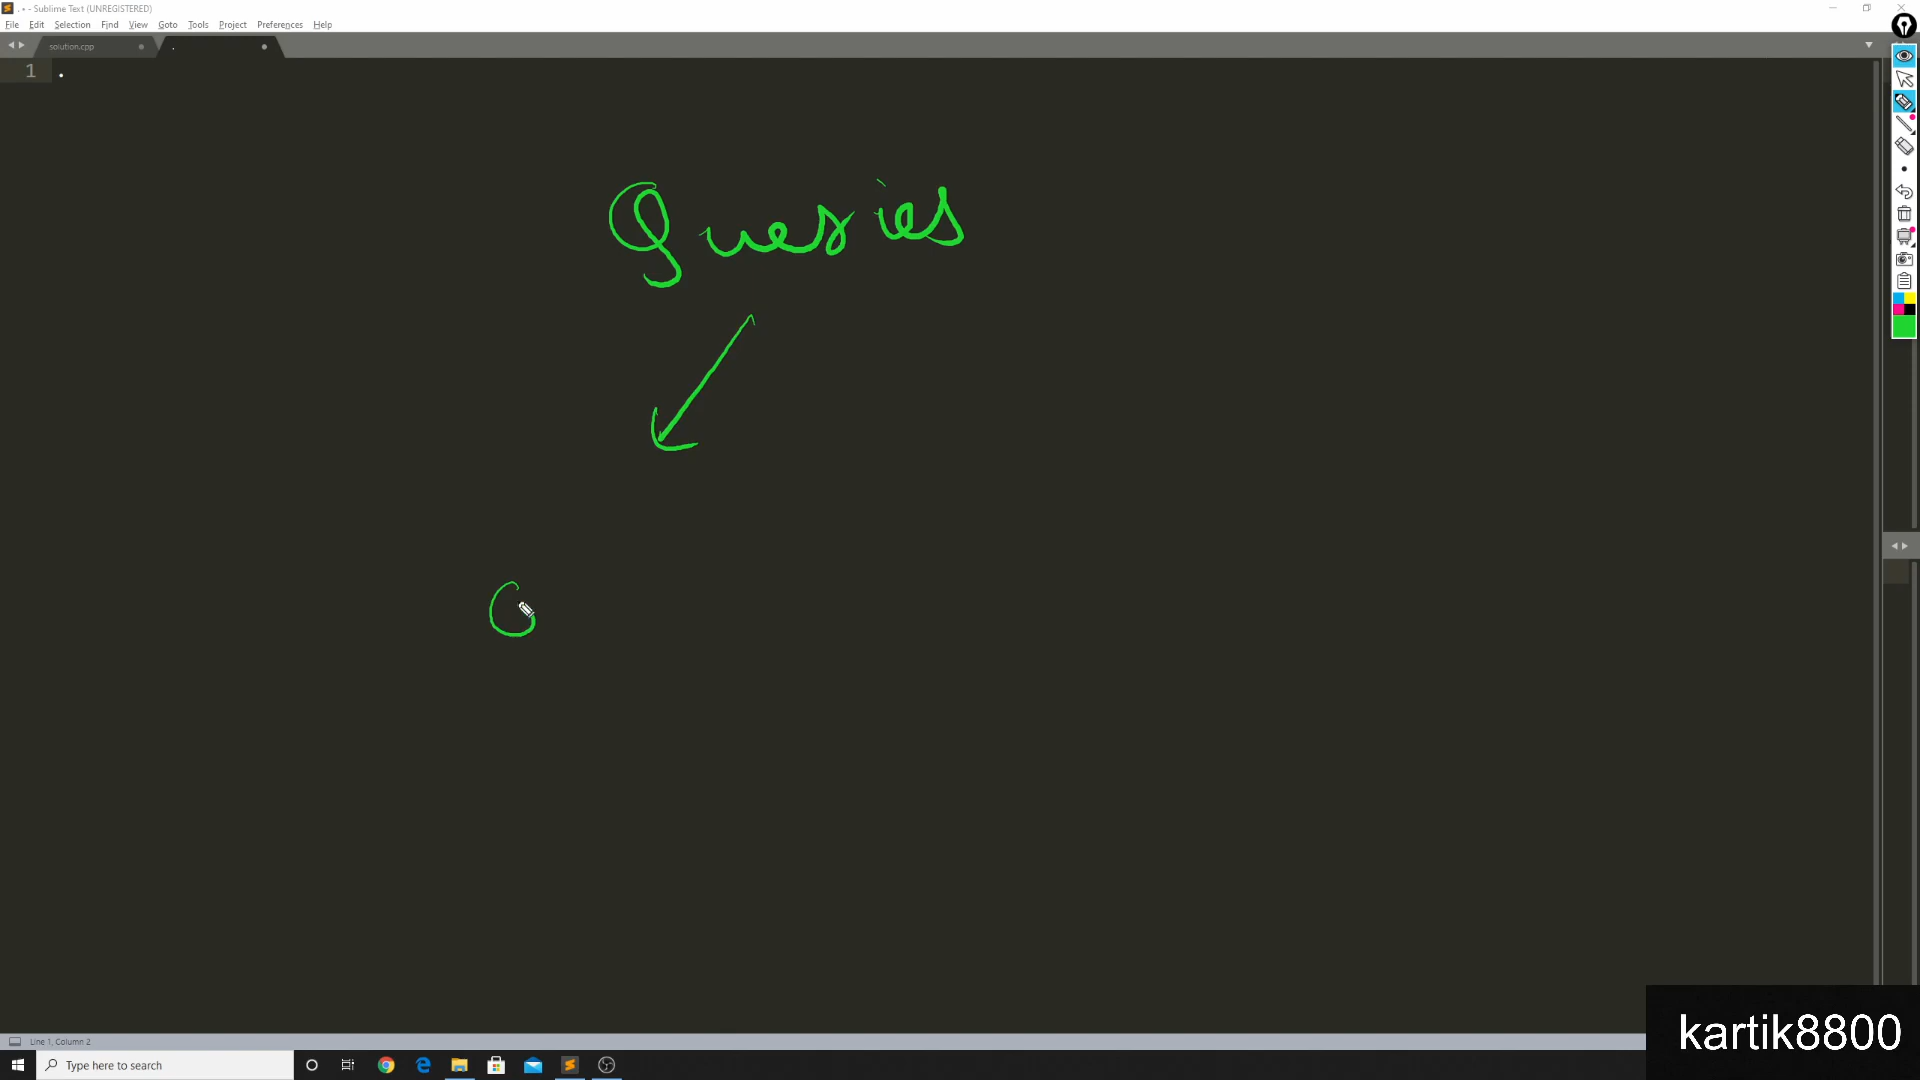 . • - Sublime Text (UNREGISTERED)
File Edit Selection Find View Goto Tools Project Preferences Help
solution.cpp .
1 .
Queries
Line 1, Column 2
Type here to search
kartik8800